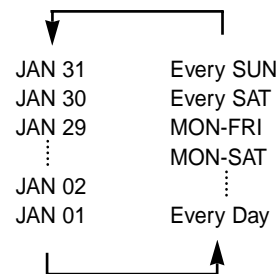 JAN 31 Every SUN
JAN 30 Every SAT
JAN 29 MON-FRI
MON-SAT
JAN 02
JAN 01 Every Day